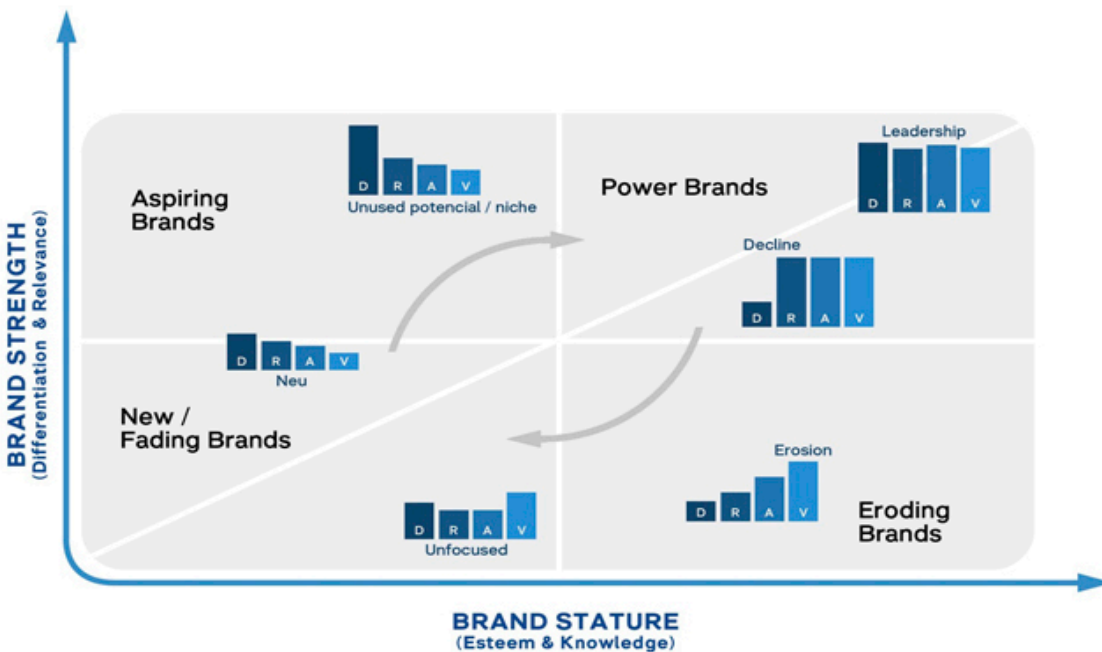 Leadership
D R A V
Aspiring
Brands
D R A V
Unused potencial / niche
Power Brands
Decline
D R A V
D R A V
Neu
New /
Fading Brands
Erosion
D R A V
Eroding
Brands
D R A V
Unfocused
BRAND STRENGTH
(Differentiation & Relevance)
BRAND STATURE
(Esteem & Knowledge)